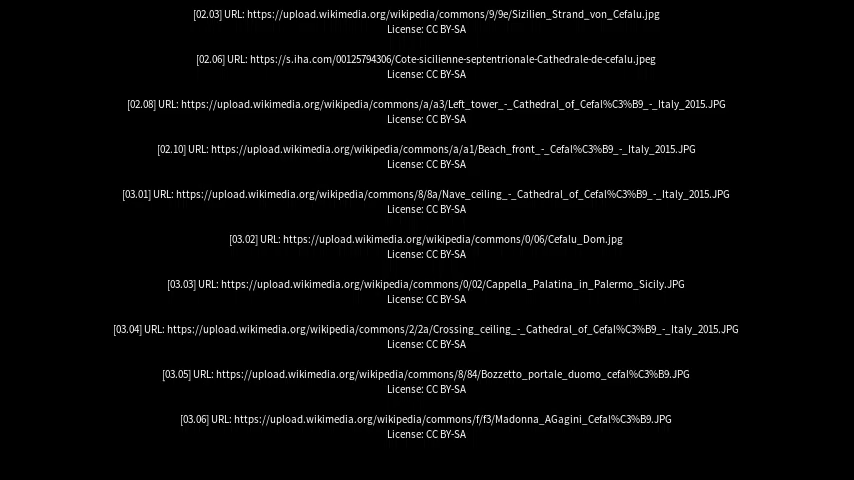 [02.03] URL: https://upload.wikimedia.org/wikipedia/commons/9/9e/Sizilien_Strand_von_Cefalu.jpg
License: CC BY-SA
[02.06] URL: https://s.iha.com/00125794306/Cote-sicilienne-septentrionale-Cathedrale-de-cefalu.jpeg
License: CC BY-SA
[02.08] URL: https://upload.wikimedia.org/wikipedia/commons/a/a3/Left_tower_-_Cathedral_of_Cefal%C3%B9_-_Italy_2015.JPG
License: CC BY-SA
[02.10] URL: https://upload.wikimedia.org/wikipedia/commons/a/a1/Beach_front_-_Cefal%C3%B9_-_Italy_2015.JPG
License: CC BY-SA
[03.01] URL: https://upload.wikimedia.org/wikipedia/commons/8/8a/Nave_ceiling_-_Cathedral_of_Cefal%C3%B9_-_Italy_2015.JPG
License: CC BY-SA
[03.02] URL: https://upload.wikimedia.org/wikipedia/commons/0/06/Cefalu_Dom.jpg
License: CC BY-SA
[03.03] URL: https://upload.wikimedia.org/wikipedia/commons/0/02/Cappella_Palatina_in_Palermo_Sicily.JPG
License: CC BY-SA
[03.04] URL: https://upload.wikimedia.org/wikipedia/commons/2/2a/Crossing_ceiling_-_Cathedral_of_Cefal%C3%B9_-_Italy_2015.JPG
License: CC BY-SA
[03.05] URL: https://upload.wikimedia.org/wikipedia/commons/8/84/Bozzetto_portale_duomo_cefal%C3%B9.JPG
License: CC BY-SA
[03.06] URL: https://upload.wikimedia.org/wikipedia/commons/f/f3/Madonna_AGagini_Cefal%C3%B9.JPG
License: CC BY-SA